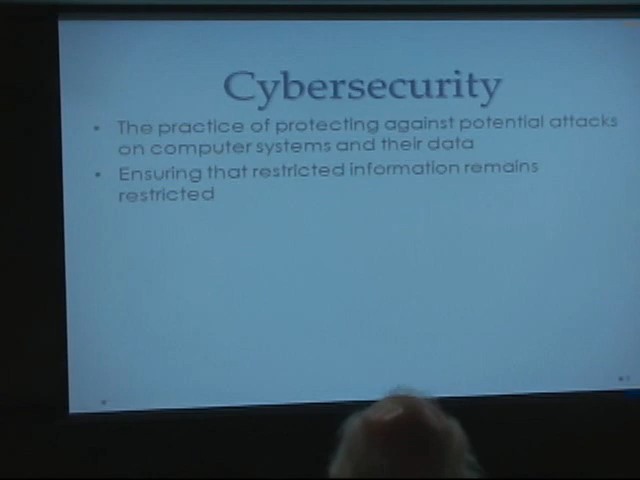 Cybersecurity
• The practice of protecting against potential attacks
on computer systems and their data
• Ensuring that restricted information remains
restricted